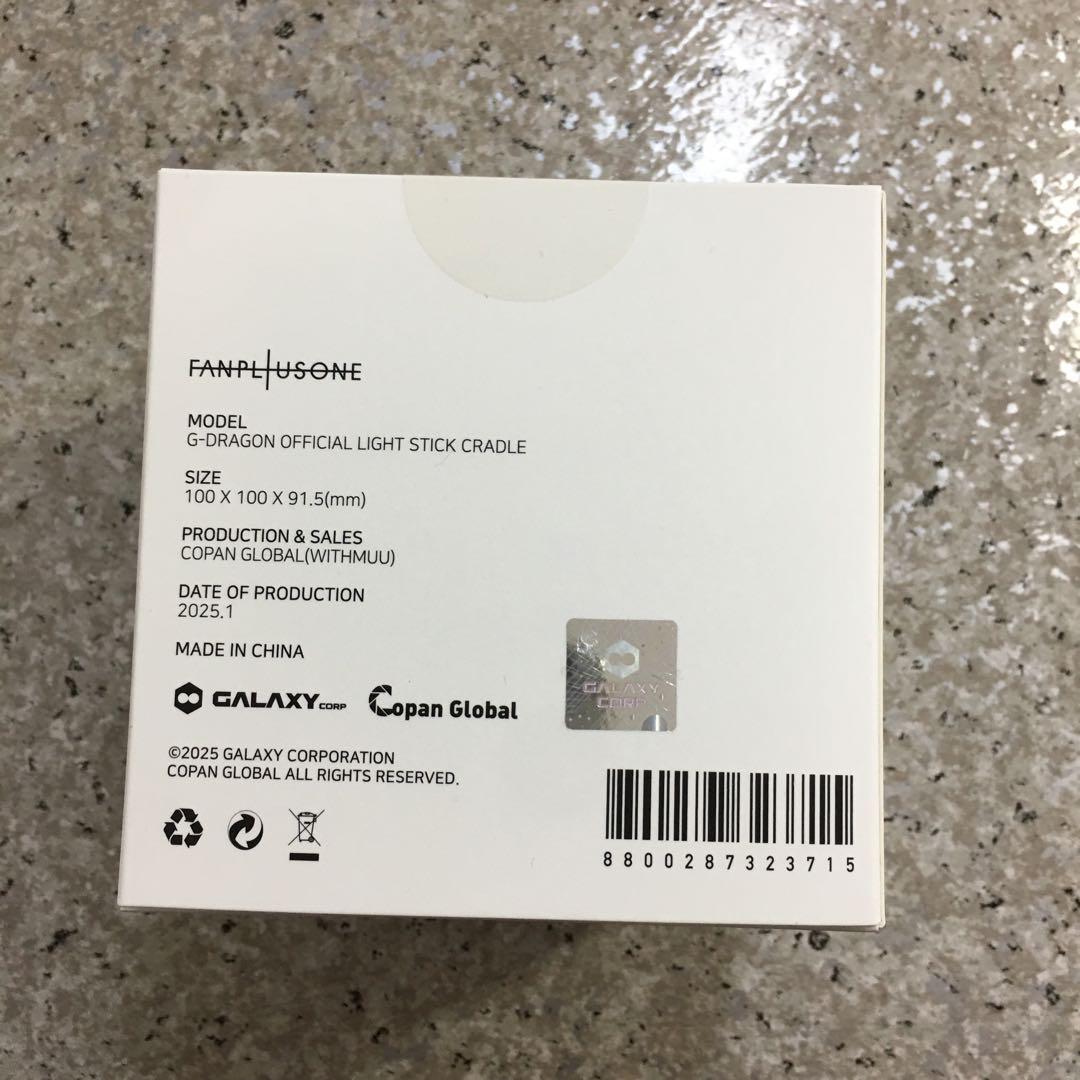 FANPLUSONE
MODEL
G-DRAGON OFFICIAL LIGHT STICK CRADLE
SIZE
100 X 100 X 91.5(mm)
PRODUCTION & SALES
COPAN GLOBAL(WITHMUU)
DATE OF PRODUCTION
2025.1
MADE IN CHINA
GALAXY CORP
Copan Global
GALAXY
CORP
©2025 GALAXY CORPORATION
COPAN GLOBAL ALL RIGHTS RESERVED.
8800287323715